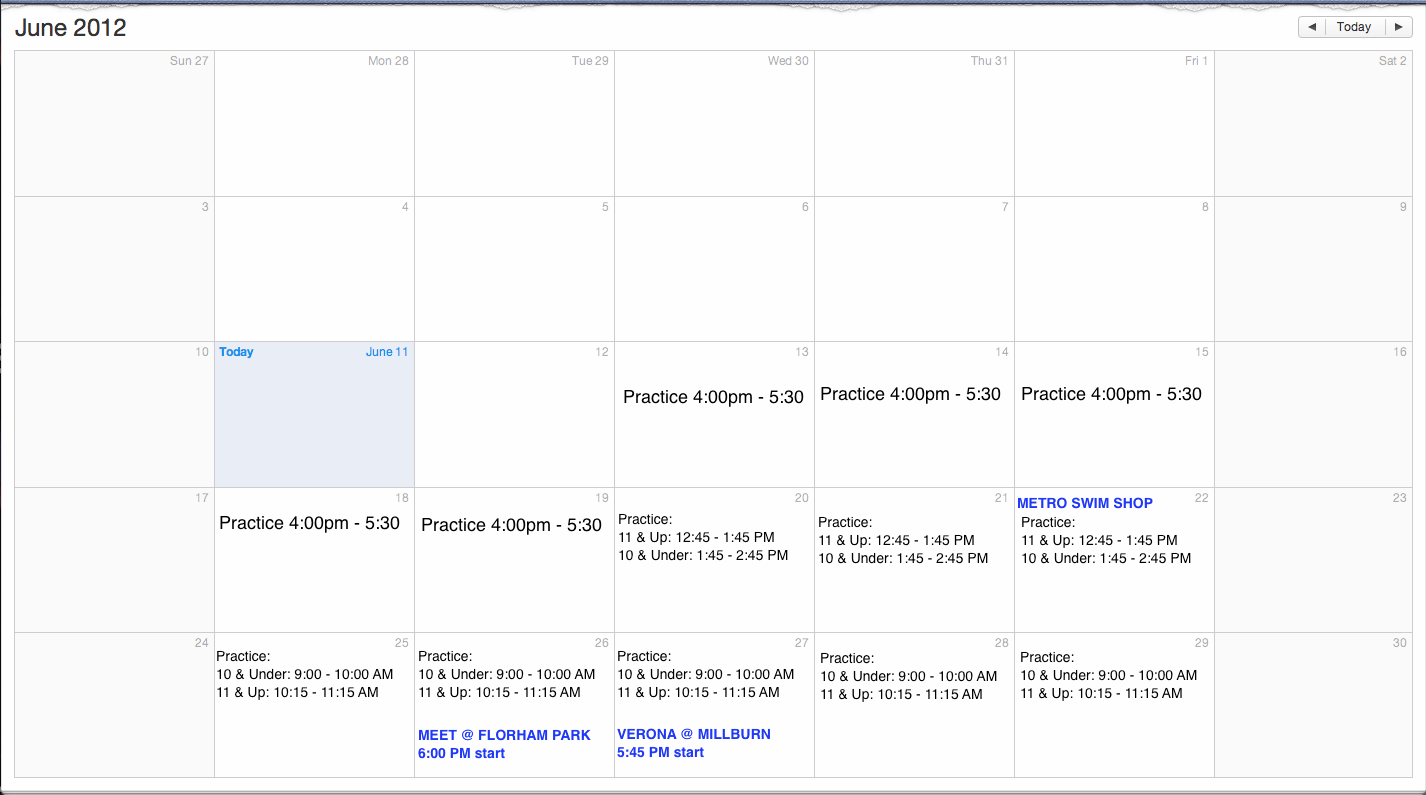 June 2012
◀ Today ▶
Sun 27
Mon 28
Tue 29
Wed 30
Thu 31
Fri 1
Sat 2
3
4
5
6
7
8
9
10
Today June 11
12
13
Practice 4:00pm - 5:30
14
Practice 4:00pm - 5:30
15
Practice 4:00pm - 5:30
16
17
18
Practice 4:00pm - 5:30
19
Practice 4:00pm - 5:30
20
Practice:
11 & Up: 12:45 - 1:45 PM
10 & Under: 1:45 - 2:45 PM
21
Practice:
11 & Up: 12:45 - 1:45 PM
10 & Under: 1:45 - 2:45 PM
METRO SWIM SHOP 22
Practice:
11 & Up: 12:45 - 1:45 PM
10 & Under: 1:45 - 2:45 PM
23
24
25
Practice:
10 & Under: 9:00 - 10:00 AM
11 & Up: 10:15 - 11:15 AM
26
Practice:
10 & Under: 9:00 - 10:00 AM
11 & Up: 10:15 - 11:15 AM
MEET @ FLORHAM PARK
6:00 PM start
27
Practice:
10 & Under: 9:00 - 10:00 AM
11 & Up: 10:15 - 11:15 AM
VERONA @ MILLBURN
5:45 PM start
28
Practice:
10 & Under: 9:00 - 10:00 AM
11 & Up: 10:15 - 11:15 AM
29
Practice:
10 & Under: 9:00 - 10:00 AM
11 & Up: 10:15 - 11:15 AM
30